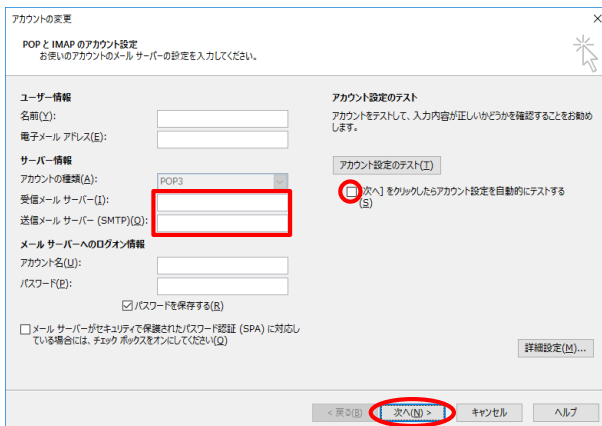 アカウントの変更
×
POP と IMAP のアカウント設定
お使いのアカウントのメール サーバーの設定を入力してください。
ユーザー情報
名前(Y):
電子メール アドレス(E):
サーバー情報
アカウントの種類(A):
POP3
受信メール サーバー(I):
送信メール サーバー (SMTP)(O):
メール サーバーへのログオン情報
アカウント名(U):
パスワード(P):
パスワードを保存する(R)
メール サーバーがセキュリティで保護されたパスワード認証 (SPA) に対応し
ている場合には、チェック ボックスをオンにしてください(Q)
アカウント設定のテスト
アカウントをテストして、入力内容が正しいかどうかを確認することをお勧め
します。
アカウント設定のテスト(T)
次へ] をクリックしたらアカウント設定を自動的にテストする
(S)
詳細設定(M)...
< 戻る(B)
次へ(N) >
キャンセル
ヘルプ